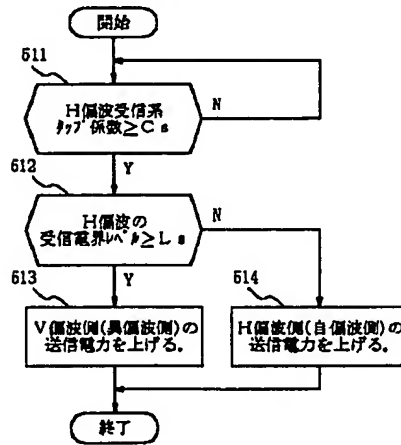 開始
511
H偏波受信系
タップ係数≧Cs
N
Y
512
H偏波の
受信電界レベル≧Ls
N
Y
513
V偏波側(異偏波側)の
送信電力を上げる。
514
H偏波側(自偏波側)の
送信電力を上げる。
終了